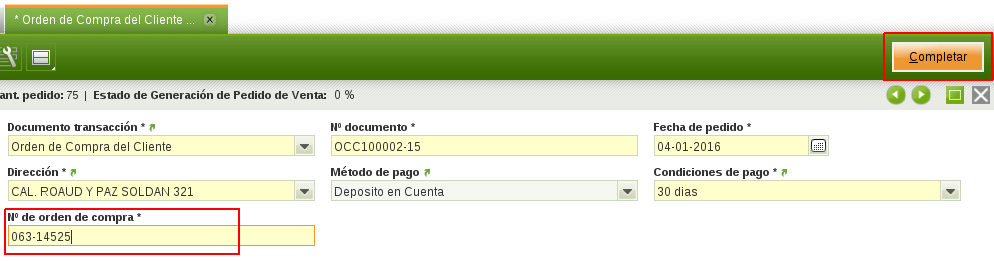 * Orden de Compra del Cliente ...
Completar
ant. pedido: 75 | Estado de Generación de Pedido de Venta: 0 %
Documento transacción * Nº documento * Fecha de pedido *
Orden de Compra del Cliente OCC100002-15 04-01-2016
Dirección * Método de pago Condiciones de pago *
CAL. ROAUD Y PAZ SOLDAN 321 Deposito en Cuenta 30 dias
Nº de orden de compra *
063-14525